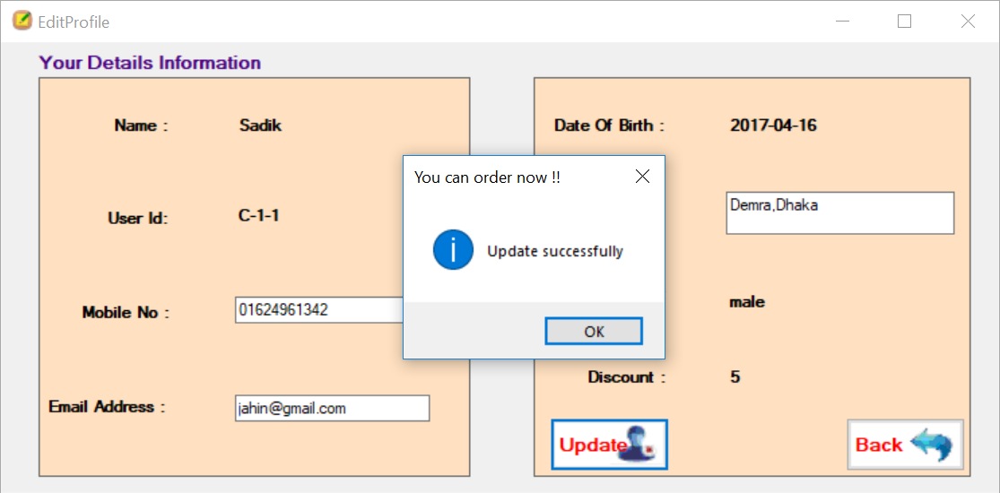 EditProfile
Your Details Information
Name : Sadik
User Id: C-1-1
Mobile No : 01624961342
Email Address : jahin@gmail.com
Date Of Birth : 2017-04-16
Demra,Dhaka
male
Discount : 5
Update
Back
You can order now !!
Update successfully
OK